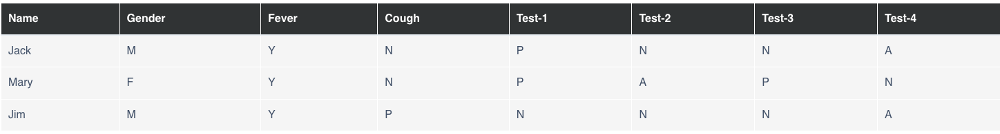 Name Gender Fever Cough Test-1 Test-2 Test-3 Test-4
Jack M Y N P N N A
Mary F Y N P A P N
Jim M Y P N N N A